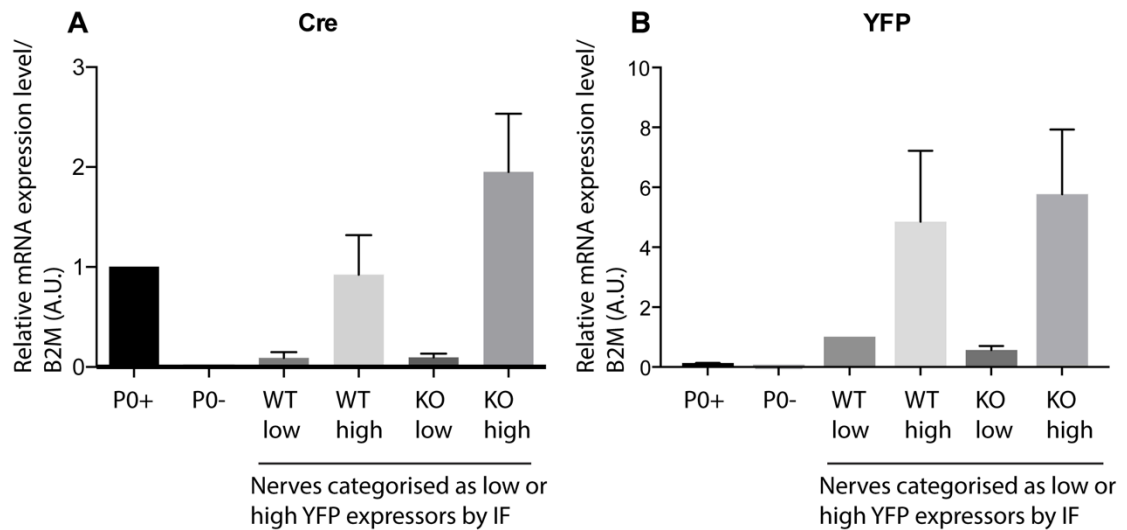 A
Cre
Relative mRNA expression level/
B2M (A.U.)
3
2
1
0
P0+ P0- WT WT KO KO
low high low high
Nerves categorised as low or
high YFP expressors by IF
B
YFP
Relative mRNA expression level/
B2M (A.U.)
10
8
6
4
2
0
P0+ P0- WT WT KO KO
low high low high
Nerves categorised as low or
high YFP expressors by IF